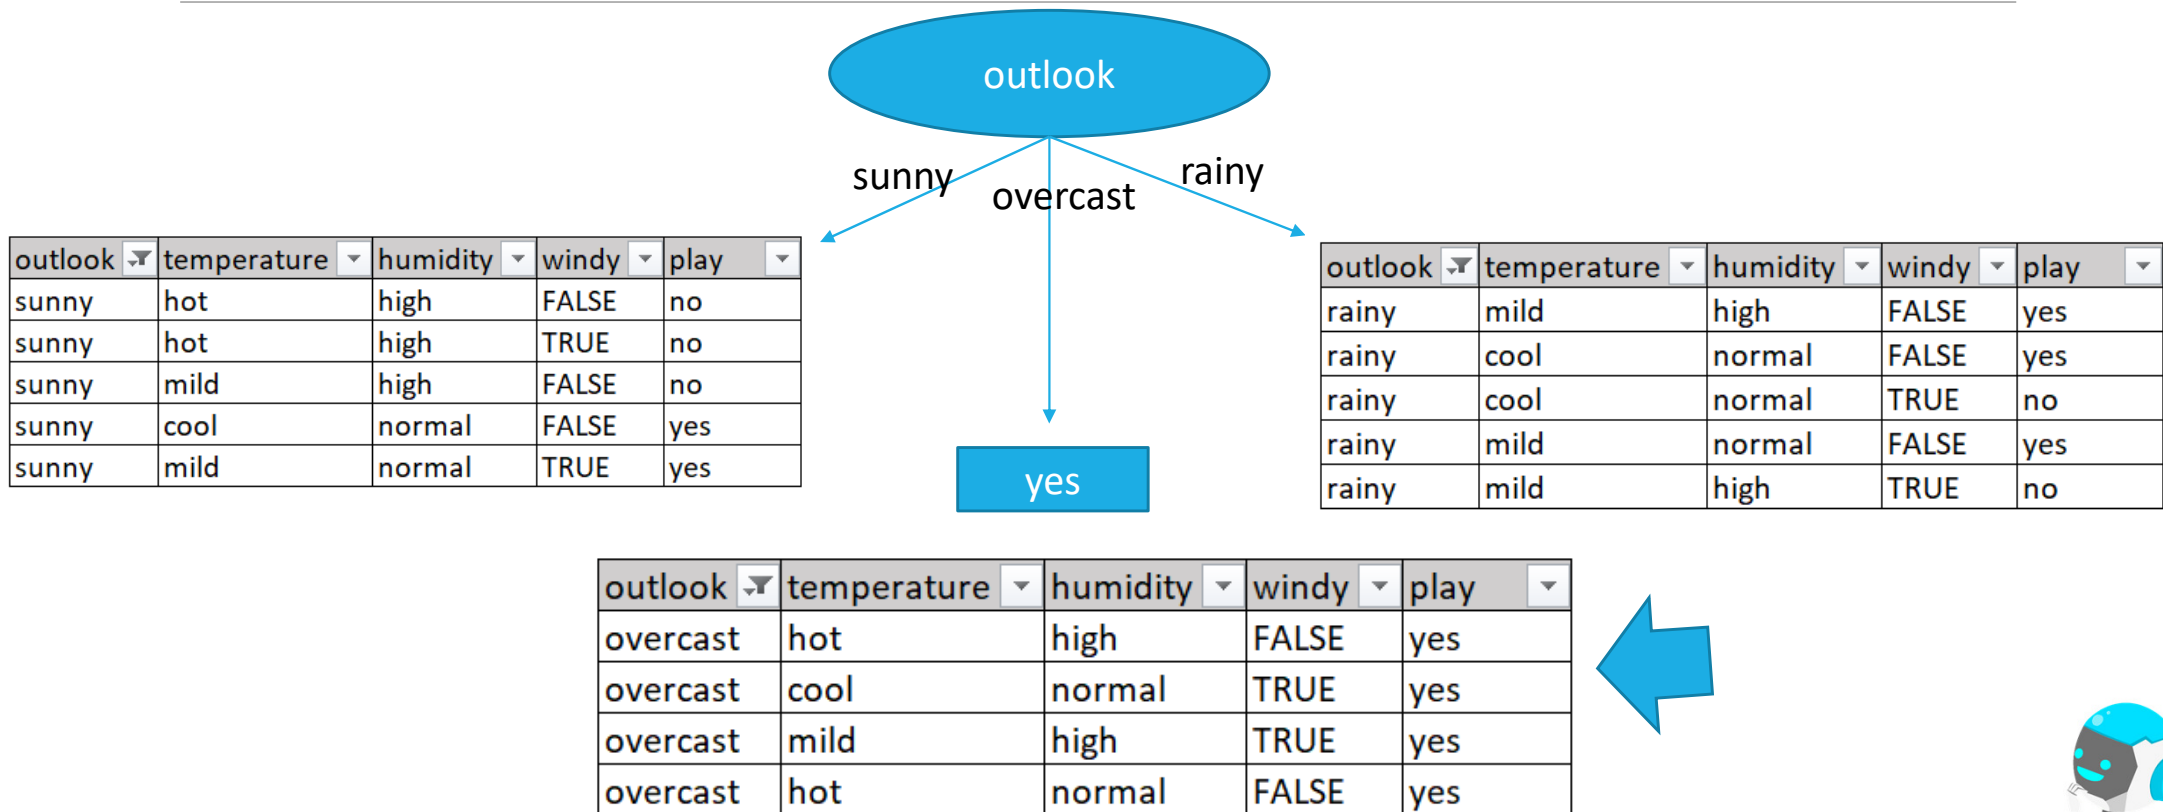 outlook
sunny
overcast
rainy
outlook temperature humidity windy play
sunny hot high FALSE no
sunny hot high TRUE no
sunny mild high FALSE no
sunny cool normal FALSE yes
sunny mild normal TRUE yes
outlook temperature humidity windy play
rainy mild high FALSE yes
rainy cool normal FALSE yes
rainy cool normal TRUE no
rainy mild normal FALSE yes
rainy mild high TRUE no
yes
outlook temperature humidity windy play
overcast hot high FALSE yes
overcast cool normal TRUE yes
overcast mild high TRUE yes
overcast hot normal FALSE yes